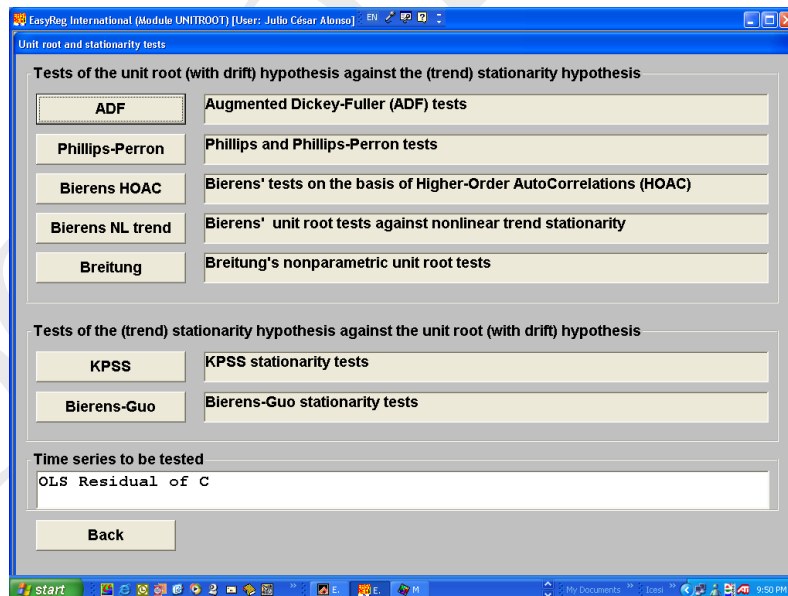 EasyReg International (Module UNITROOT) [User: Julio César Alonso]
EN
Unit root and stationarity tests
Tests of the unit root (with drift) hypothesis against the (trend) stationarity hypothesis
ADF
Augmented Dickey-Fuller (ADF) tests
Phillips-Perron
Phillips and Phillips-Perron tests
Bierens HOAC
Bierens' tests on the basis of Higher-Order AutoCorrelations (HOAC)
Bierens NL trend
Bierens' unit root tests against nonlinear trend stationarity
Breitung
Breitung's nonparametric unit root tests
Tests of the (trend) stationarity hypothesis against the unit root (with drift) hypothesis
KPSS
KPSS stationarity tests
Bierens-Guo
Bierens-Guo stationarity tests
Time series to be tested
OLS Residual of C
Back
start
E.
E.
M
My Documents
Icesi
9:50 PM